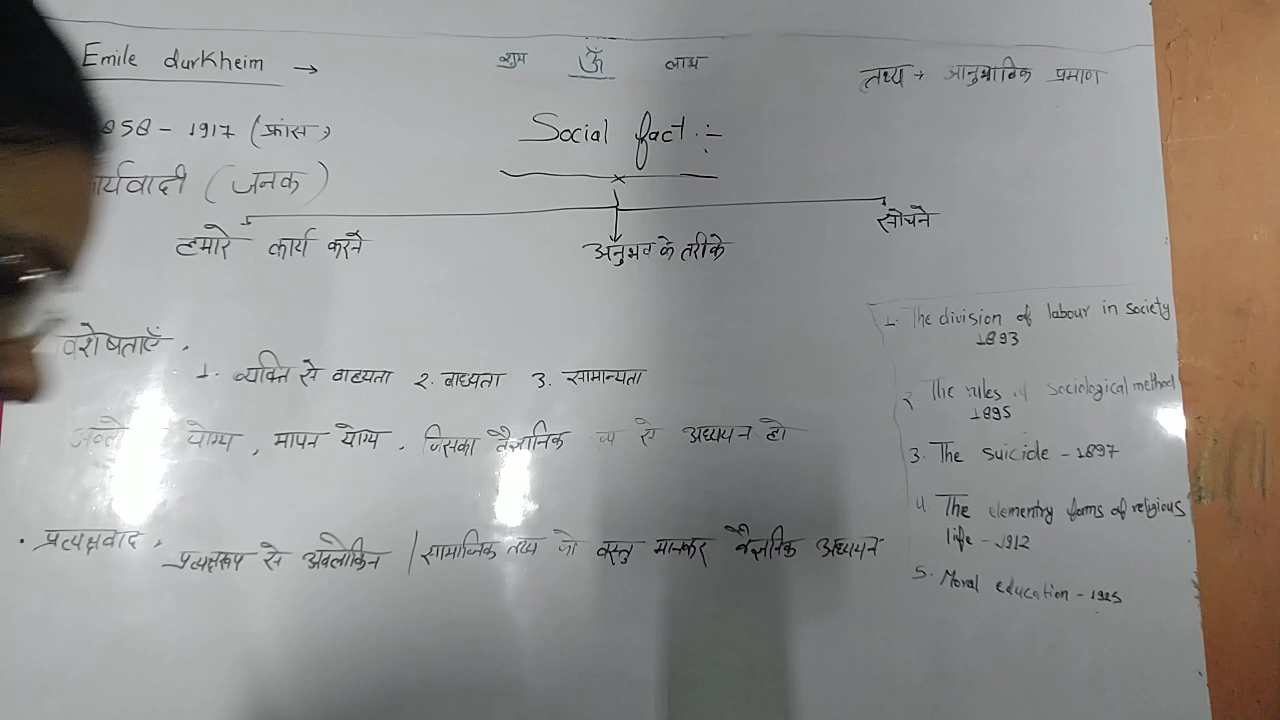 Emile durkheim →
शुभ ॐ लाभ
तथ्य → आनुभाविक प्रमाण
1858 - 1917 (फ्रांस)
Social fact :-
कार्यवादी (जनक)
हमारे कार्य करने
अनुभव के तरीके
सोचने
विशेषताएँ
1. व्यक्ति से वाह्यता 2. बाध्यता 3. सामान्यता
योग्य, मापन योग्य, जिसका वैज्ञानिक से अध्ययन हो
• प्रत्यक्षवाद,
प्रत्यक्षरूप से अवलोकिन / सामाजिक तथ्य को वस्तु मानकर वैज्ञानिक अध्ययन
1. The division of labour in society
1893
2 The rules of sociological method
1895
3. The suicide - 1897
4. The elementry forms of religious
life - 1912
5. Moral education - 1925